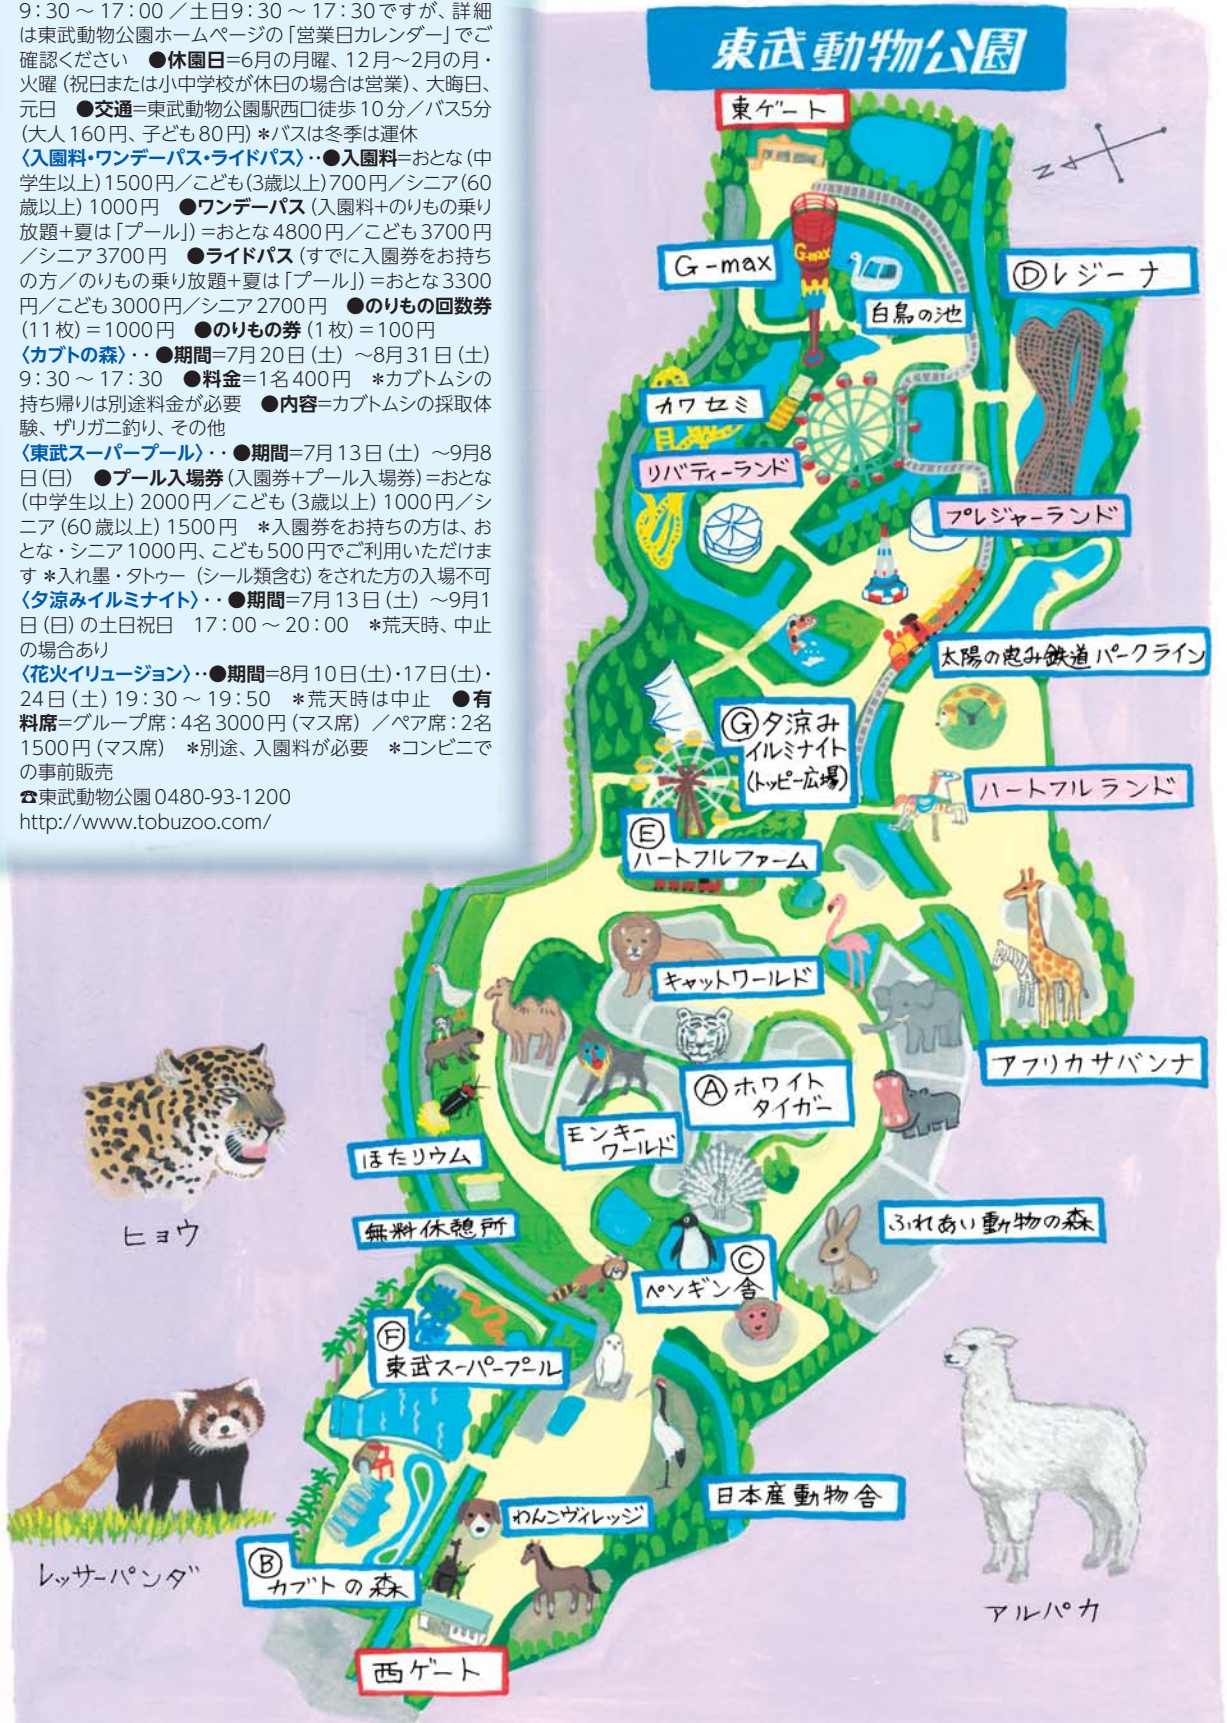 9：30 ～ 17：00 ／土日9：30 ～ 17：30ですが、詳細
は東武動物公園ホームページの「営業日カレンダー」でご
確認ください　●休園日=6月の月曜、12月～2月の月・
火曜（祝日または小中学校が休日の場合は営業）、大晦日、
元日　●交通=東武動物公園駅西口徒歩10分／バス5分
（大人160円、子ども80円）＊バスは冬季は運休
〈入園料・ワンデーパス・ライドパス〉‥●入園料=おとな（中
学生以上）1500円／こども（3歳以上）700円／シニア（60
歳以上）1000円　●ワンデーパス（入園料+のりもの乗り
放題+夏は「プール」）=おとな4800円／こども3700円
／シニア3700円　●ライドパス（すでに入園券をお持ち
の方／のりもの乗り放題+夏は「プール」）=おとな3300
円／こども3000円／シニア2700円　●のりもの回数券
（11枚）=1000円　●のりもの券（1枚）=100円
〈カブトの森〉‥●期間=7月20日（土）～8月31日（土）
9：30 ～ 17：30　●料金=1名400円　＊カブトムシの
持ち帰りは別途料金が必要　●内容=カブトムシの採取体
験、ザリガニ釣り、その他
〈東武スーパープール〉‥●期間=7月13日（土）～9月8
日（日）　●プール入場券（入園券+プール入場券）=おとな
（中学生以上）2000円／こども（3歳以上）1000円／シ
ニア（60歳以上）1500円　＊入園券をお持ちの方は、お
とな・シニア1000円、こども500円でご利用いただけま
す ＊入れ墨・タトゥー（シール類含む）をされた方の入場不可
〈夕涼みイルミナイト〉‥●期間=7月13日（土）～9月1
日（日）の土日祝日　17：00 ～ 20：00　＊荒天時、中止
の場合あり
〈花火イリュージョン〉‥●期間=8月10日（土）・17日（土）・
24日（土）19：30 ～ 19：50　＊荒天時は中止　●有
料席=グループ席：4名3000円（マス席）／ペア席：2名
1500円（マス席）　＊別途、入園料が必要　＊コンビニで
の事前販売
☎東武動物公園0480-93-1200
http://www.tobuzoo.com/
東武動物公園
東ゲート
N
G-max
G-max
Ⓓレジーナ
白鳥の池
カワセミ
リバティーランド
プレジャーランド
太陽の恵み鉄道パークライン
Ⓖ夕涼み
イルミナイト
(トッピー広場)
ハートフルランド
Ⓔ
ハートフルファーム
キャットワールド
アフリカサバンナ
Ⓐホワイト
タイガー
モンキー
ワールド
ほたリウム
ヒョウ
無料休憩所
ふれあい動物の森
Ⓒ
ペンギン舎
Ⓕ
東武スーパープール
日本産動物舎
わんこヴィレッジ
レッサーパンダ
Ⓑ
カブトの森
アルパカ
西ゲート